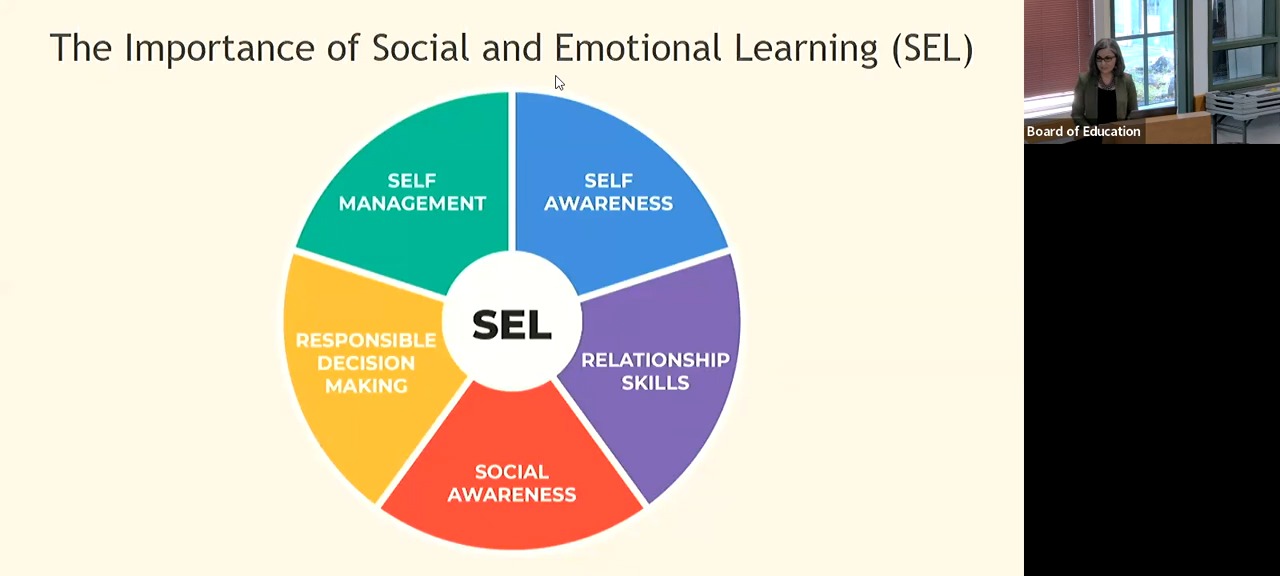 The Importance of Social and Emotional Learning (SEL)
SELF
MANAGEMENT
SELF
AWARENESS
RESPONSIBLE
DECISION
MAKING
SEL
RELATIONSHIP
SKILLS
SOCIAL
AWARENESS
Board of Education